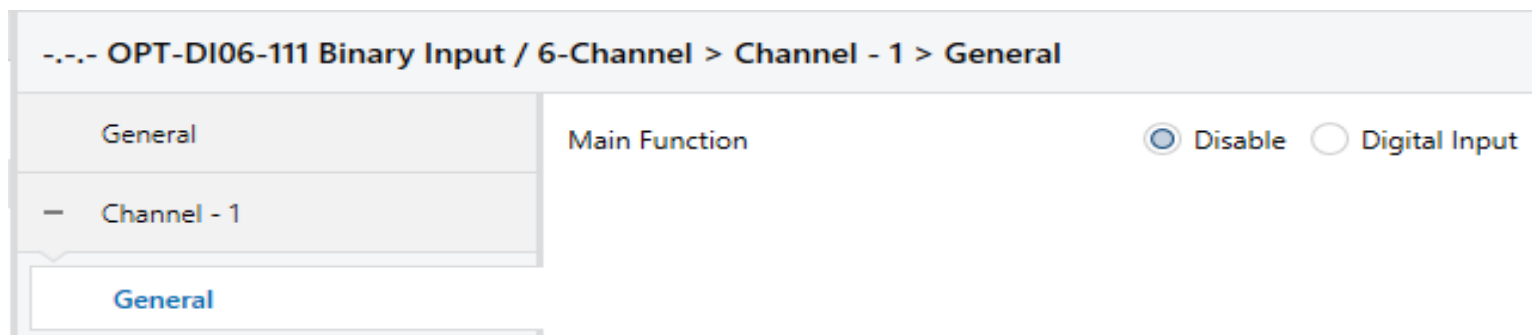 -.-.- OPT-DI06-111 Binary Input / 6-Channel > Channel - 1 > General
General
Main Function
Disable
Digital Input
− Channel - 1
General